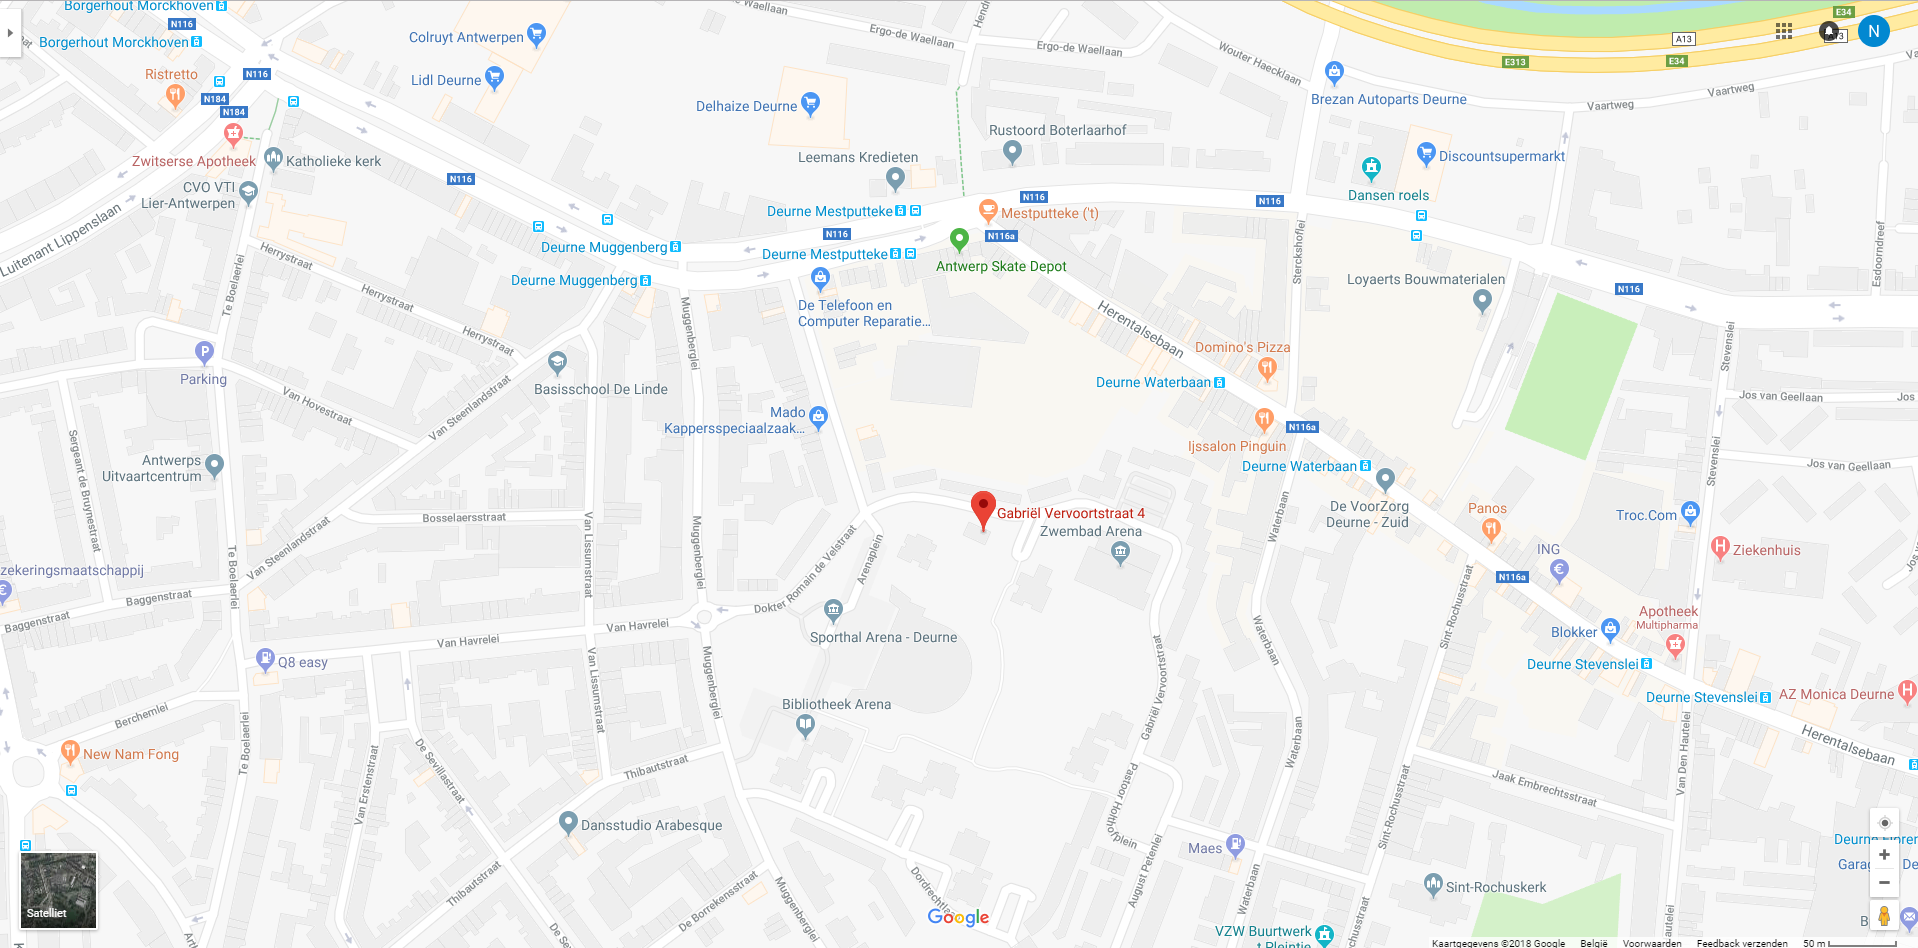 Borgerhout Morckhoven
N116
Borgerhout Morckhoven
Ristretto
N116
N184
N184
Zwitserse Apotheek
Katholieke kerk
CVO VTI
Lier-Antwerpen
Luitenant Lippenslaan
Te Boelaerlei
Colruyt Antwerpen
Lidl Deurne
Delhaize Deurne
Ergo-de Waellaan
Ergo-de Waellaan
Wouter Haecklaan
A13
E34
E313
E34
N
Brezan Autoparts Deurne
Vaartweg
Vaartweg
Rustoord Boterlaarhof
Leemans Kredieten
Discountsupermarkt
Dansen roels
N116
N116
N116
Deurne Mestputteke
Mestputteke ('t)
N116
N116a
Deurne Mestputteke
Deurne Muggenberg
Deurne Muggenberg
Antwerp Skate Depot
De Telefoon en
Computer Reparatie...
Sterckshoflei
Loyaerts Bouwmaterialen
N116
Esdoorndreef
Herrystraat
Herrystraat
Herrystraat
Muggenberglei
Herentalsebaan
Domino's Pizza
Deurne Waterbaan
Stevenslei
Parking
Van Hovestraat
Van Steenlandstraat
Basisschool De Linde
Mado
Kappersspeciaalzaak...
Ijssalon Pinguin
N116a
Deurne Waterbaan
Jos van Geellaan
Jos
Jos van Geellaan
Stevenslei
Sergeant de Bruynestraat
Antwerps
Uitvaartcentrum
Bosselaersstraat
Van Steenlandstraat
Te Boelaerlei
Van Lissumstraat
Muggenberglei
Dokter Romain de Velstraat
Arenaplein
Gabriël Vervoortstraat 4
Zwembad Arena
Waterbaan
De VoorZorg
Deurne - Zuid
Panos
Troc.Com
ING
Ziekenhuis
N116a
zekeringsmaatschappij
Baggenstraat
Baggenstraat
Van Havrelei
Van Havrelei
Sporthal Arena - Deurne
Waterbaan
Sint-Rochusstraat
Apotheek
Multipharma
Blokker
Deurne Stevenslei
Deurne Stevenslei
AZ Monica Deurne
Q8 easy
Van Lissumstraat
Muggenberglei
Bibliotheek Arena
Gabriël Vervoortstraat
Waterbaan
Van Den Hautelei
Herentalsebaan
Berchemlei
Te Boelaerlei
New Nam Fong
De Sevillastraat
Van Erstenstraat
Thibautstraat
Pastoor Holthofplein
Jaak Embrechtsstraat
Sint-Rochusstraat
Dansstudio Arabesque
Maes
Thibautstraat
De Borrekensstraat
Muggenberglei
Dordrechtlaan
August Petenlei
Waterbaan
Sint-Rochuskerk
Satelliet
Google
VZW Buurtwerk
't Pleintje
Kaartgegevens ©2018 Google
België
Voorwaarden
Feedback verzenden
50 m